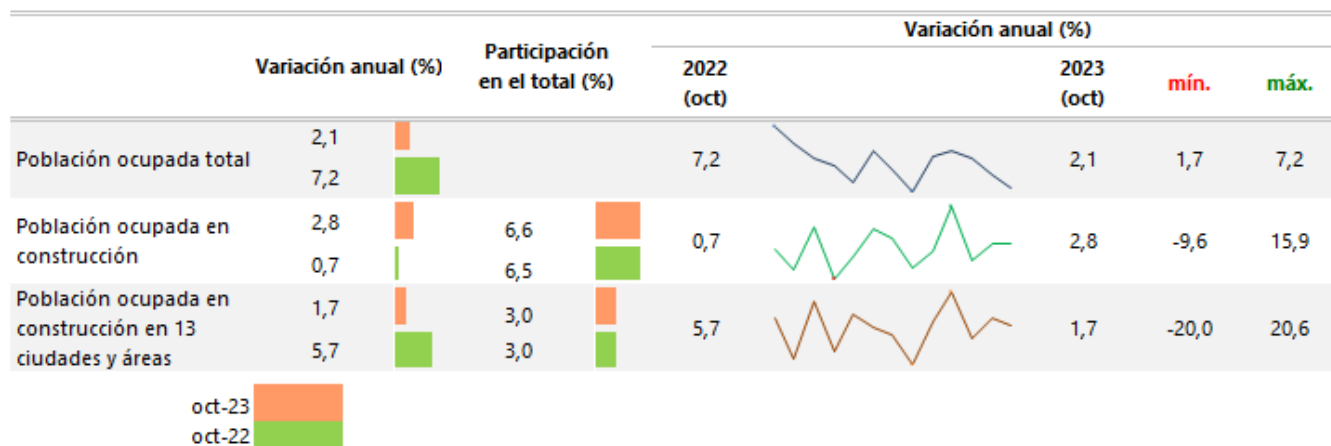 Variación anual (%)
Variación anual (%) Participación en el total (%) 2022 (oct) 2023 (oct) mín. máx.
Población ocupada total 2,1 7,2 7,2 2,1 1,7 7,2
Población ocupada en construcción 2,8 0,7 6,6 6,5 0,7 2,8 -9,6 15,9
Población ocupada en construcción en 13 ciudades y áreas 1,7 5,7 3,0 3,0 5,7 1,7 -20,0 20,6
oct-23
oct-22